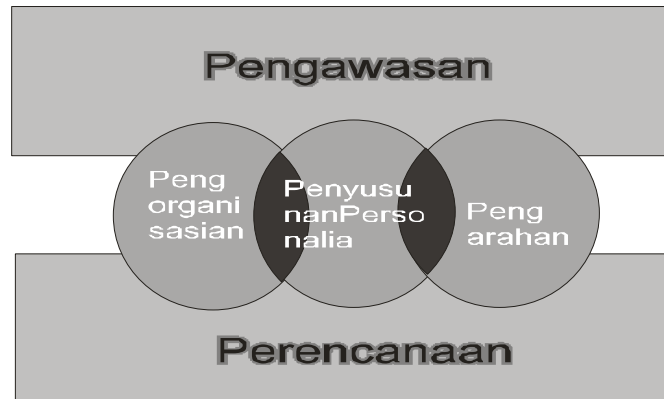 Pengawasan
Peng
organi
sasian
Penyusu
nanPerso
nalia
Peng
arahan
Perencanaan